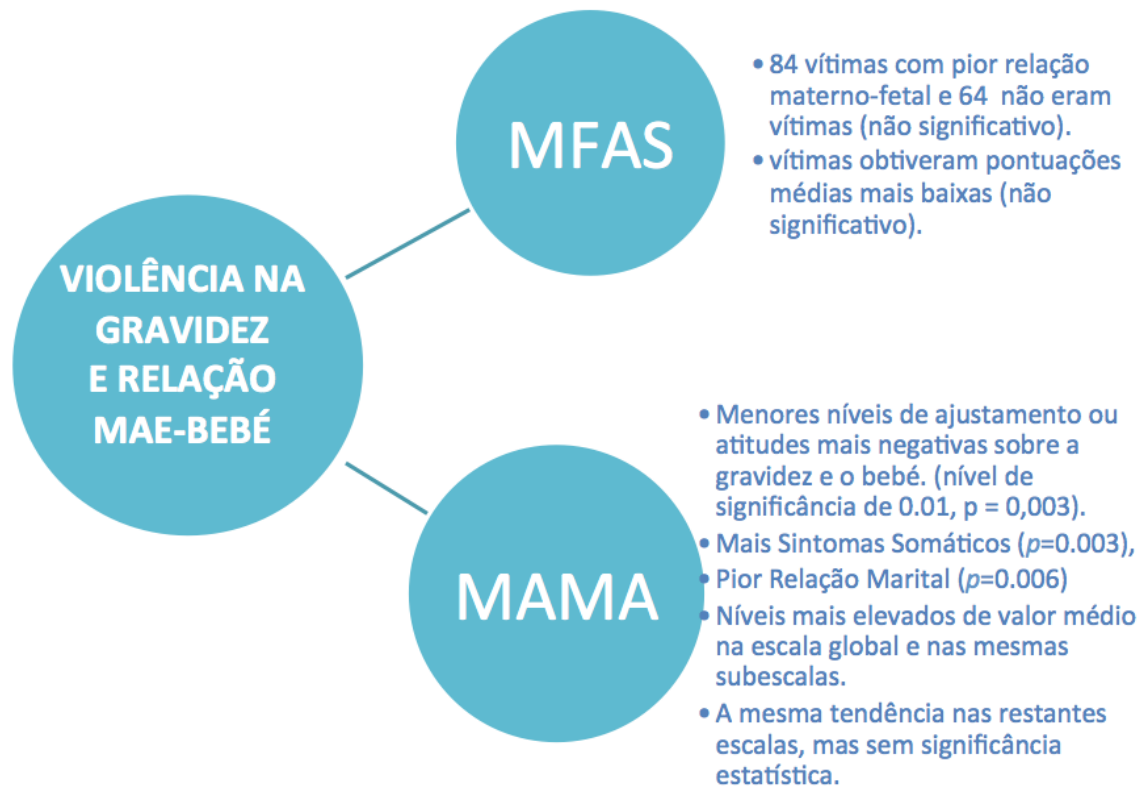 VIOLÊNCIA NA
GRAVIDEZ
E RELAÇÃO
MAE-BEBÉ
MFAS
• 84 vítimas com pior relação
materno-fetal e 64 não eram
vítimas (não significativo).
• vítimas obtiveram pontuações
médias mais baixas (não
significativo).
MAMA
• Menores níveis de ajustamento ou
atitudes mais negativas sobre a
gravidez e o bebé. (nível de
significância de 0.01, p = 0,003).
• Mais Sintomas Somáticos (p=0.003),
• Pior Relação Marital (p=0.006)
• Níveis mais elevados de valor médio
na escala global e nas mesmas
subescalas.
• A mesma tendência nas restantes
escalas, mas sem significância
estatística.